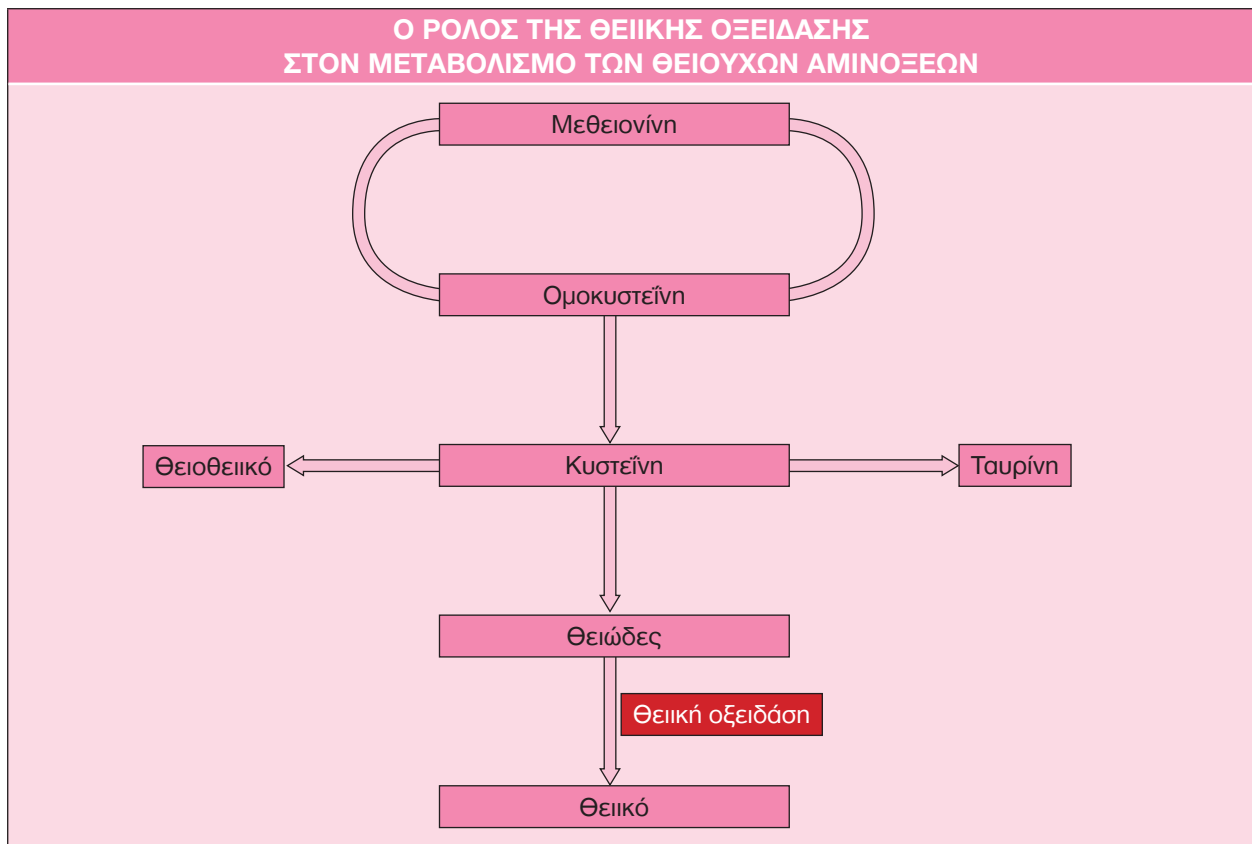 Ο ΡΟΛΟΣ ΤΗΣ ΘΕΙΙΚΗΣ ΟΞΕΙΔΑΣΗΣ
ΣΤΟΝ ΜΕΤΑΒΟΛΙΣΜΟ ΤΩΝ ΘΕΙΟΥΧΩΝ ΑΜΙΝΟΞΕΩΝ
Μεθειονίνη
Ομοκυστεΐνη
Θειοθειικό
Κυστεΐνη
Ταυρίνη
Θειώδες
Θειική οξειδάση
Θειικό